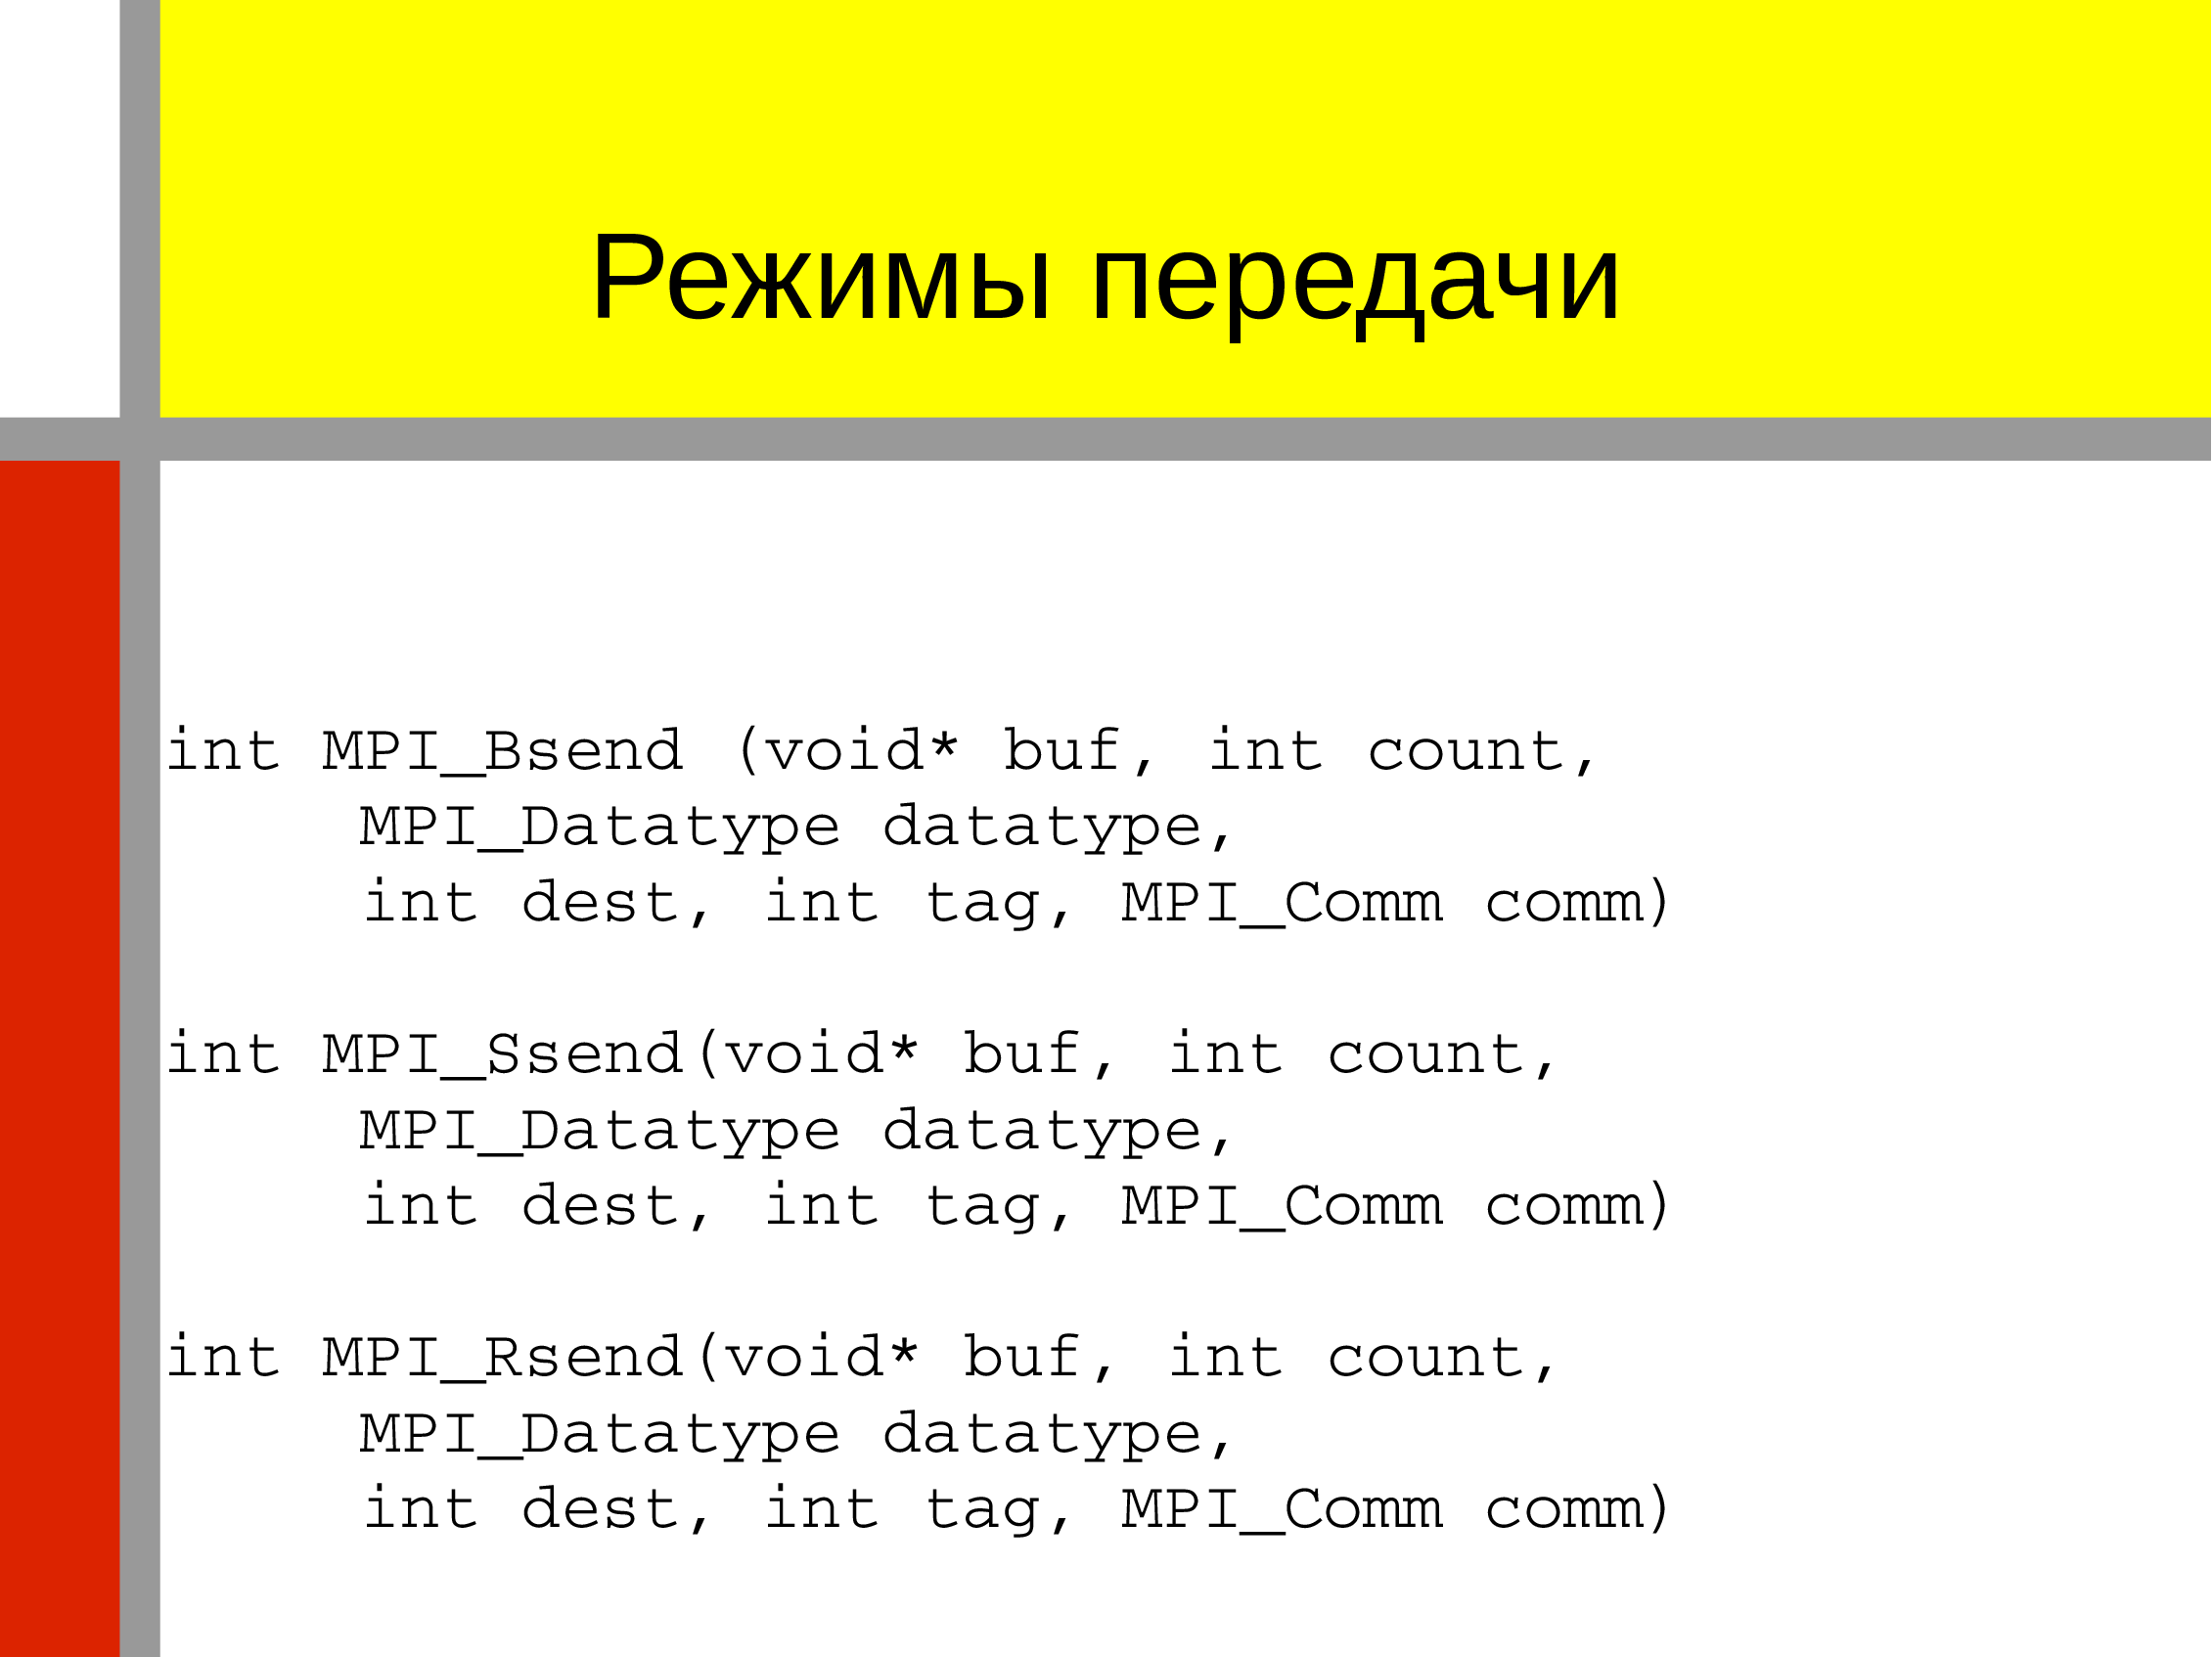 Режимы передачи
int MPI_Bsend (void* buf, int count,
MPI_Datatype datatype,
int dest, int tag, MPI_Comm comm)
int MPI_Ssend(void* buf, int count,
MPI_Datatype datatype,
int dest, int tag, MPI_Comm comm)
int MPI_Rsend(void* buf, int count,
MPI_Datatype datatype,
int dest, int tag, MPI_Comm comm)